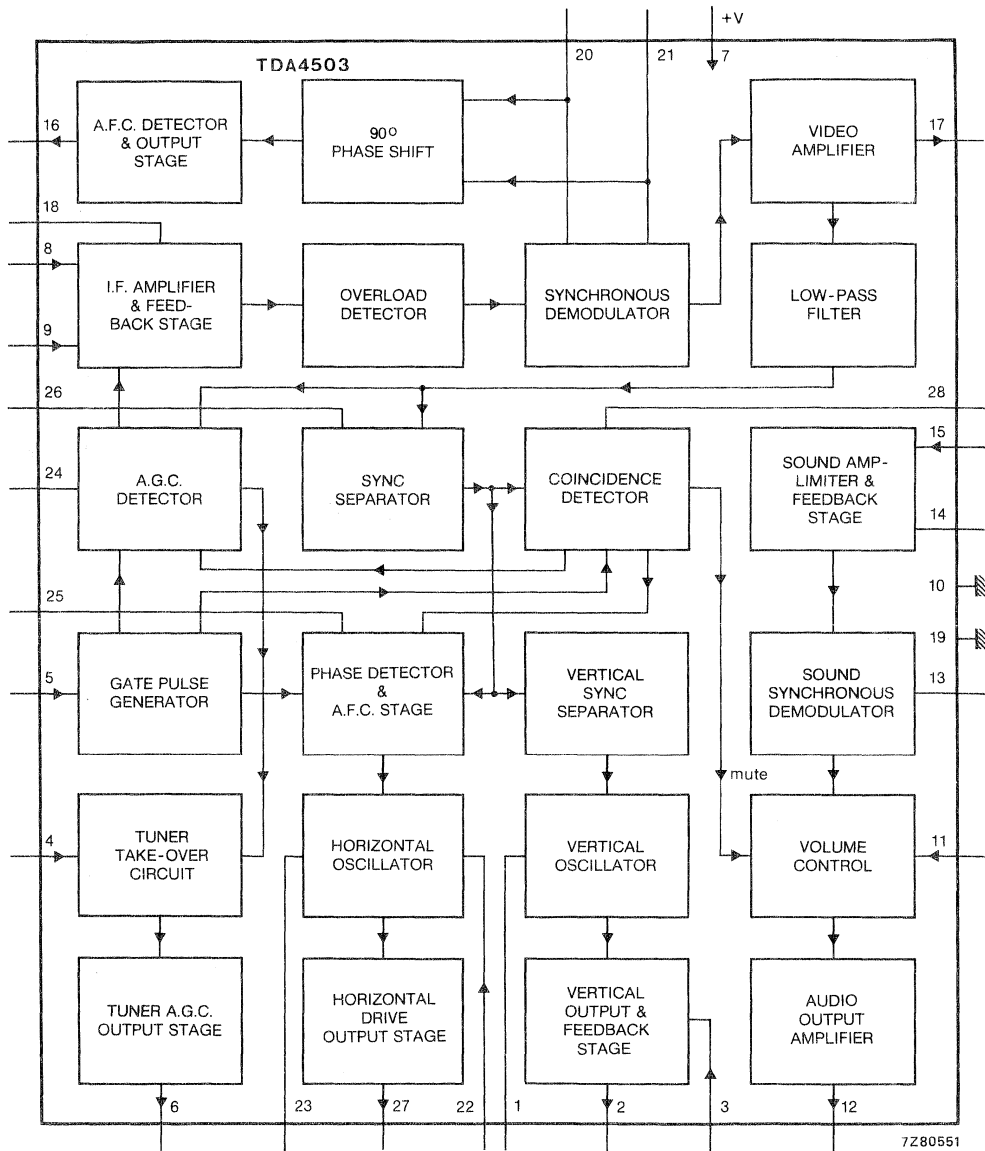 +V
20
21
7
TDA4503
16
A.F.C. DETECTOR
& OUTPUT
STAGE
90°
PHASE SHIFT
VIDEO
AMPLIFIER
17
18
8
I.F. AMPLIFIER
& FEED-
BACK STAGE
9
OVERLOAD
DETECTOR
SYNCHRONOUS
DEMODULATOR
LOW-PASS
FILTER
26
28
24
A.G.C.
DETECTOR
SYNC
SEPARATOR
COINCIDENCE
DETECTOR
15
SOUND AMP-
LIMITER &
FEEDBACK
STAGE
14
25
10
19
5
GATE PULSE
GENERATOR
PHASE DETECTOR
&
A.F.C. STAGE
VERTICAL
SYNC
SEPARATOR
SOUND
SYNCHRONOUS
DEMODULATOR
13
mute
4
TUNER
TAKE-OVER
CIRCUIT
HORIZONTAL
OSCILLATOR
VERTICAL
OSCILLATOR
VOLUME
CONTROL
11
TUNER A.G.C.
OUTPUT STAGE
HORIZONTAL
DRIVE
OUTPUT STAGE
VERTICAL
OUTPUT &
FEEDBACK
STAGE
AUDIO
OUTPUT
AMPLIFIER
6
23
27
22
1
2
3
12
7Z80551